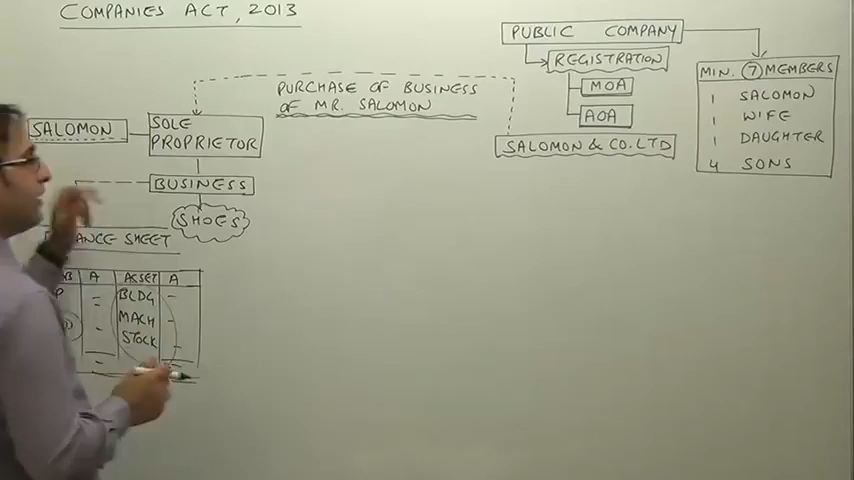 COMPANIES ACT, 2013
PUBLIC COMPANY
REGISTRATION
MOA
AOA
SALOMON & CO. LTD
MIN. 7 MEMBERS
1 SALOMON
1 WIFE
1 DAUGHTER
4 SONS
PURCHASE OF BUSINESS
OF MR. SALOMON
SALOMON
SOLE
PROPRIETOR
BUSINESS
SHOES
SHEET
A ASSET A
BLDG
MACH
STOCK